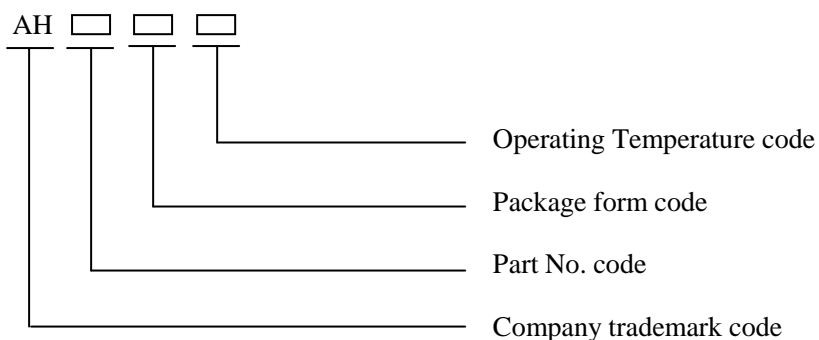 AH
Operating Temperature code
Package form code
Part No. code
Company trademark code